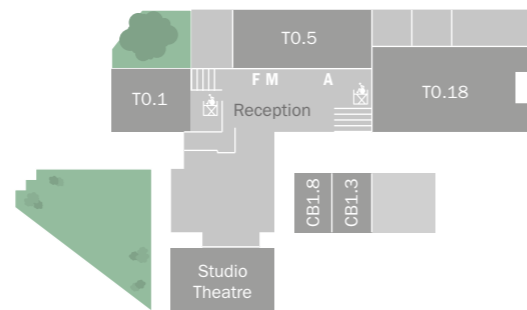 T0.5
F M A
T0.1
T0.18
Reception
CB1.8
CB1.3
Studio
Theatre